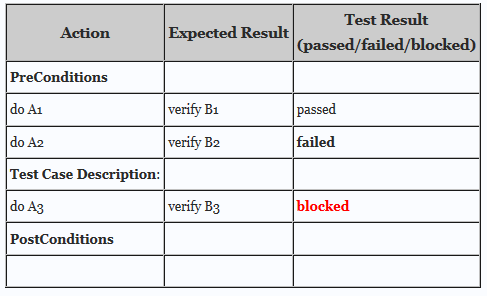 Action Expected Result Test Result
(passed/failed/blocked)
PreConditions
do A1 verify B1 passed
do A2 verify B2 failed
Test Case Description:
do A3 verify B3 blocked
PostConditions